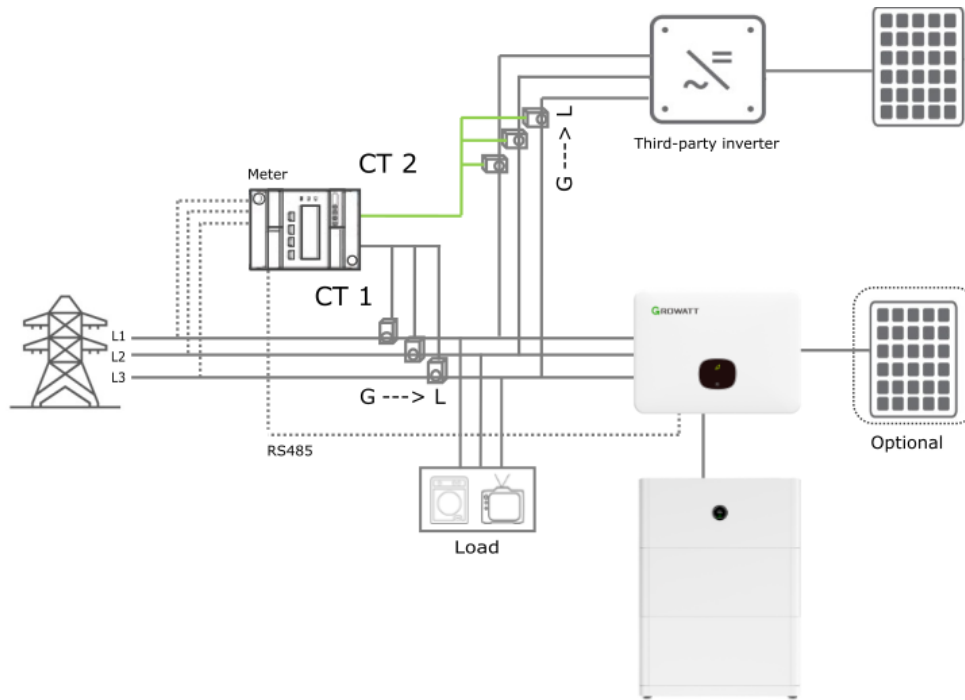 Third-party inverter
G ---> L
CT 2
Meter
CT 1
GROWATT
L1
L2
L3
G ---> L
Optional
RS485
Load